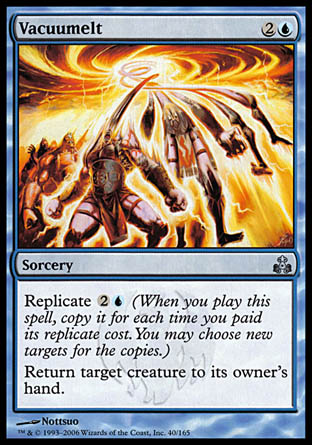 Vacuumelt 2
Sorcery
Replicate 2 (When you play this
spell, copy it for each time you paid
its replicate cost. You may choose new
targets for the copies.)
Return target creature to its owner's
hand.
Nottsuo
™ & © 1993–2006 Wizards of the Coast, Inc. 40/165